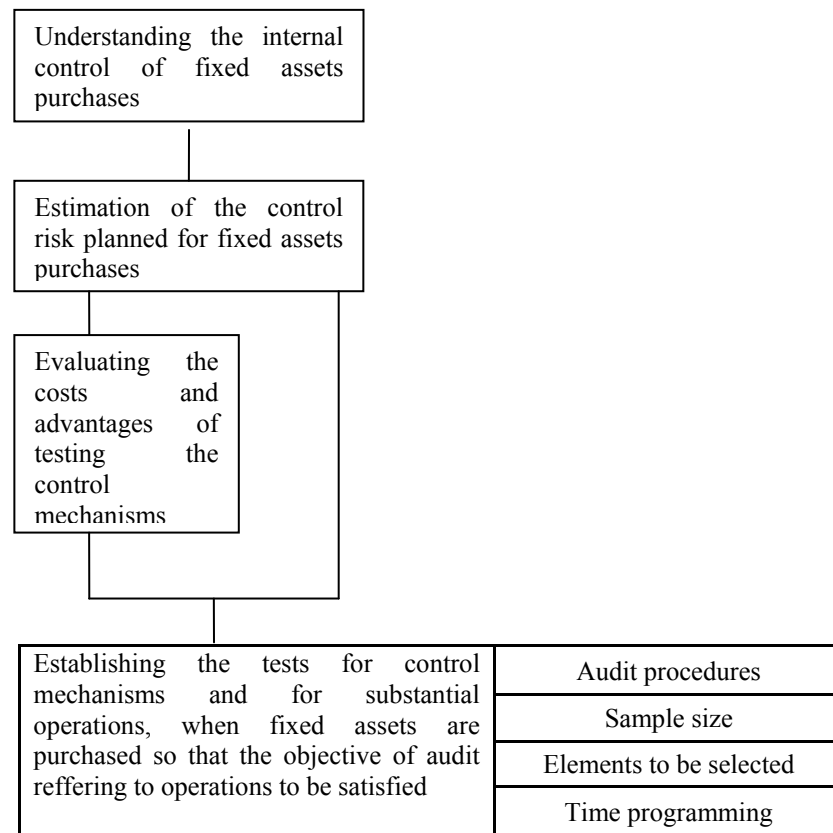 Understanding the internal
control of fixed assets
purchases
Estimation of the control
risk planned for fixed assets
purchases
Evaluating the
costs and
advantages of
testing the
control
mechanisms
Establishing the tests for control
mechanisms and for substantial
operations, when fixed assets are
purchased so that the objective of audit
reffering to operations to be satisfied
Audit procedures
Sample size
Elements to be selected
Time programming